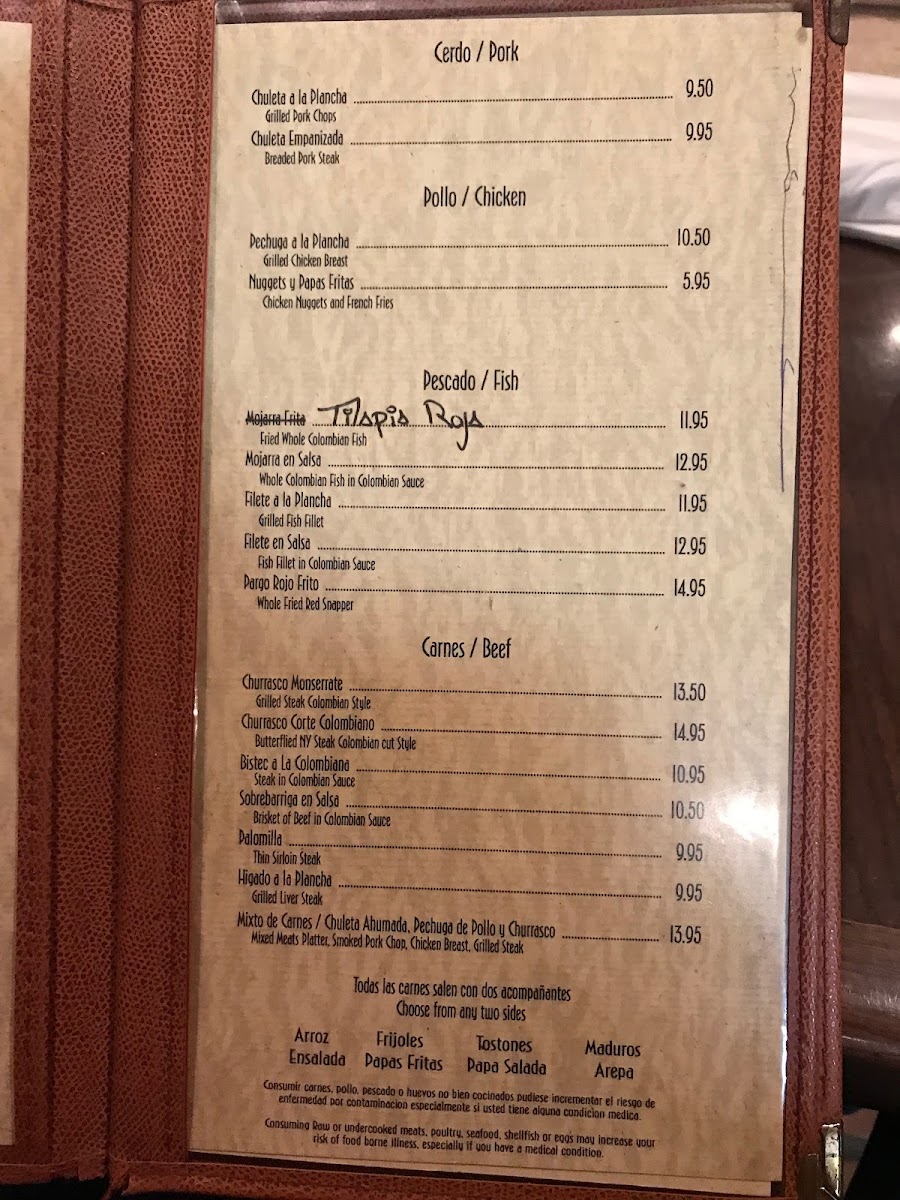 Cerdo / Pork
Chuleta a la Plancha 9.50
Grilled Pork Chops
Chuleta Empanizada 9.95
Breaded Pork Steak
Pollo / Chicken
Pechuga a la Plancha 10.50
Grilled Chicken Breast
Nuggets y Papas Fritas 5.95
Chicken Nuggets and French Fries
Pescado / Fish
Mojarra Frita Tilapia Roja 11.95
Fried Whole Colombian Fish
Mojarra en Salsa 12.95
Whole Colombian Fish in Colombian Sauce
Filete a la Plancha 11.95
Grilled Fish Fillet
Filete en Salsa 12.95
Fish Fillet in Colombian Sauce
Pargo Rojo Frito 14.95
Whole Fried Red Snapper
Carnes / Beef
Churrasco Monserrate 13.50
Grilled Steak Colombian Style
Churrasco Corte Colombiano 14.95
Butterflied NY Steak Colombian cut Style
Bistec a La Colombiana 10.95
Steak in Colombian Sauce
Sobrebarriga en Salsa 10.50
Brisket of Beef in Colombian Sauce
Palomilla 9.95
Thin Sirloin Steak
Higado a la Plancha 9.95
Grilled Liver Steak
Mixto de Carnes / Chuleta Ahumada, Pechuga de Pollo y Churrasco 13.95
Mixed Meats Platter, Smoked Pork Chop, Chicken Breast, Grilled Steak
Todas las carnes salen con dos acompañantes
Choose from any two sides
Arroz Frijoles Tostones Maduros
Ensalada Papas Fritas Papa Salada Arepa
Consumir carnes, pollo, pescado o huevos no bien cocinados pudiese incrementar el riesgo de
enfermedad por contaminacion especialmente si usted tiene alguna condicion medica.
Consuming Raw or undercooked meats, poultry, seafood, shellfish or eggs may increase your
risk of food borne illness, especially if you have a medical condition.